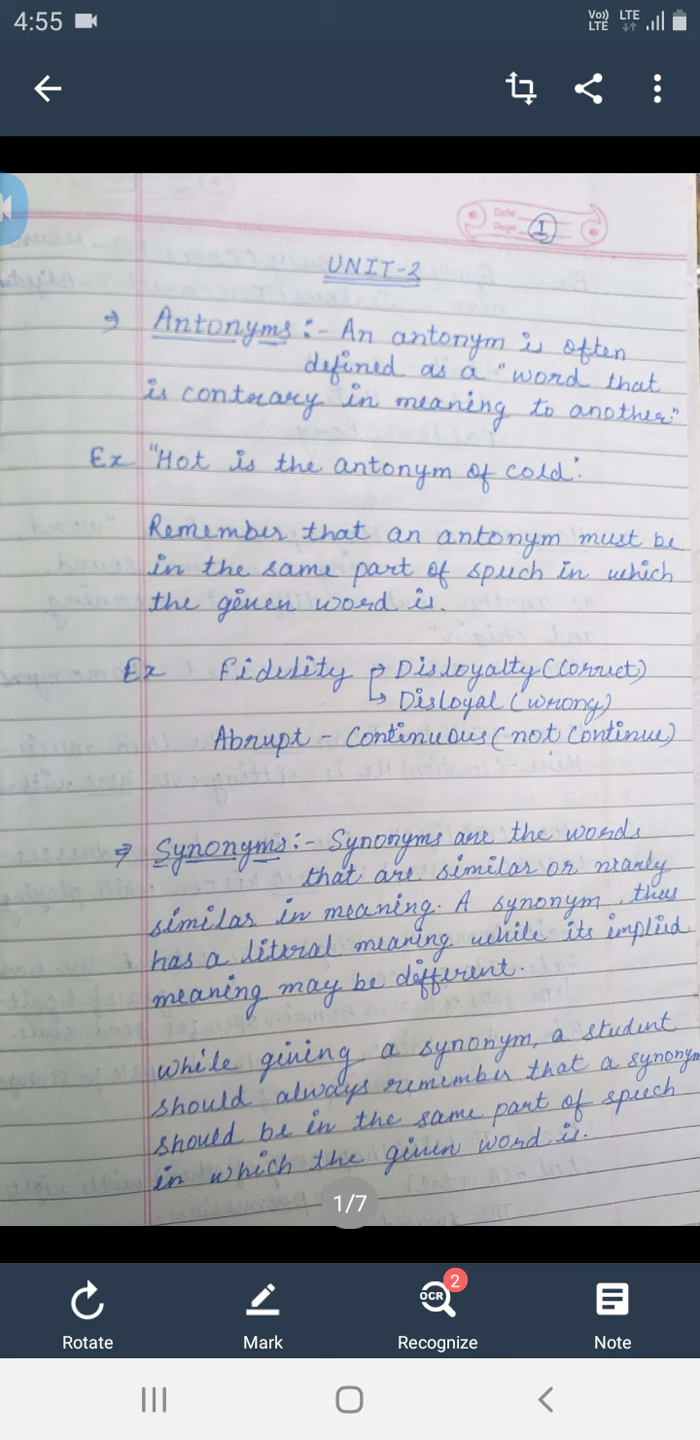 4:55
Vo)) LTE
LTE
Date
Page 1
UNIT-2
→ Antonyms :- An antonym is often
defined as a "word that
is contrary in meaning to another."
Ex "Hot is the antonym of cold".
Remember that an antonym must be
in the same part of speech in which
the given word is.
Ex Fidelity → Disloyalty (correct)
↳ Disloyal (wrong)
Abrupt - Continuous (not continue)
⇒ Synonyms :- Synonyms are the words
that are similar or nearly
similar in meaning. A synonym, thus
has a literal meaning while its implied
meaning may be different.
while giving a synonym, a student
should always remember that a synonym
should be in the same part of speech
in which the given word is.
1/7
OCR 2
Rotate Mark Recognize Note